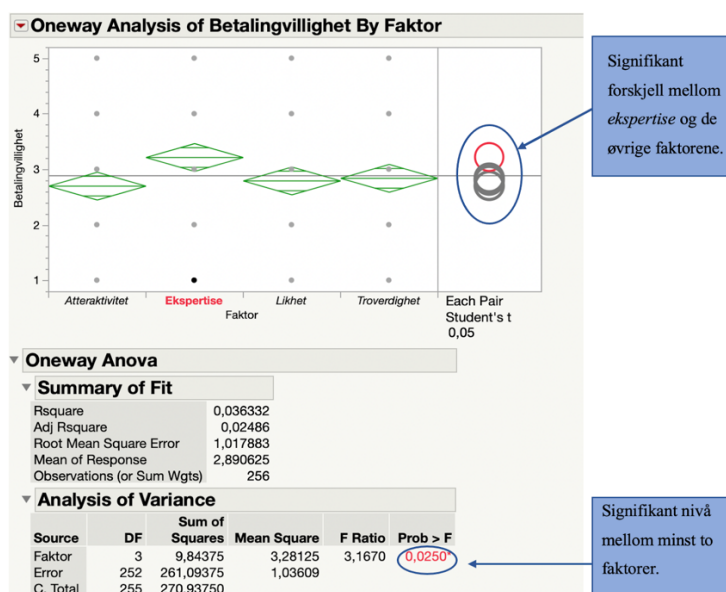 Oneway Analysis of Betalingvillighet By Faktor
5
4
3
2
1
Betalingvillighet
Atteraktivitet Ekspertise Likhet Troverdighet
Faktor
Each Pair
Student's t
0,05
Signifikant
forskjell mellom
ekspertise og de
øvrige faktorene.
Oneway Anova
Summary of Fit
Rsquare 0,036332
Adj Rsquare 0,02486
Root Mean Square Error 1,017883
Mean of Response 2,890625
Observations (or Sum Wgts) 256
Analysis of Variance
Sum of
Source DF Squares Mean Square F Ratio Prob > F
Faktor 3 9,84375 3,28125 3,1670 0,0250*
Error 252 261,09375 1,03609
C. Total 255 270,93750
Signifikant nivå
mellom minst to
faktorer.